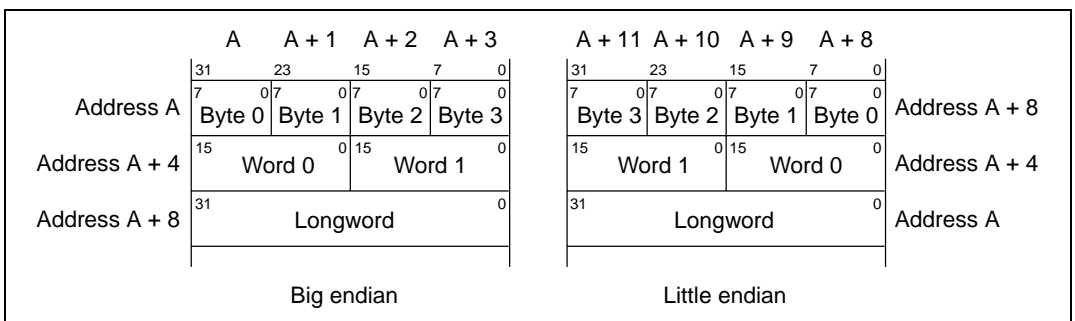 A A + 1 A + 2 A + 3 A + 11 A + 10 A + 9 A + 8
31 23 15 7 0 31 23 15 7 0
7 0 7 0 7 0 7 0 7 0 7 0 7 0 7 0
Address A Byte 0 Byte 1 Byte 2 Byte 3 Byte 3 Byte 2 Byte 1 Byte 0 Address A + 8
15 0 15 0 15 0 15 0
Address A + 4 Word 0 Word 1 Word 1 Word 0 Address A + 4
31 0 31 0
Address A + 8 Longword Longword Address A
Big endian Little endian